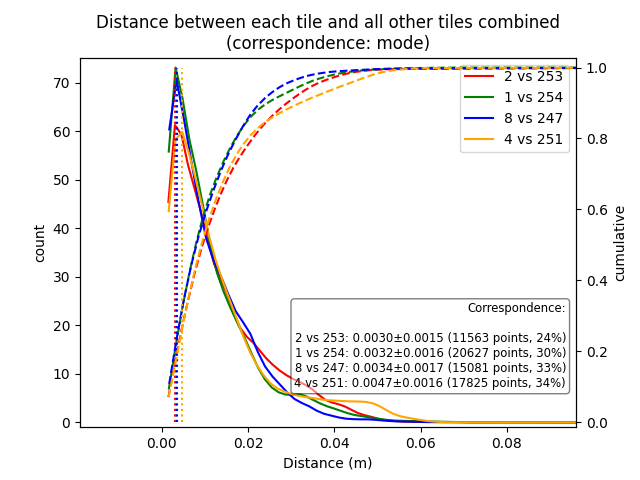 Distance between each tile and all other tiles combined
(correspondence: mode)
2 vs 253
1 vs 254
8 vs 247
4 vs 251
Correspondence:
2 vs 253: 0.0030±0.0015 (11563 points, 24%)
1 vs 254: 0.0032±0.0016 (20627 points, 30%)
8 vs 247: 0.0034±0.0017 (15081 points, 33%)
4 vs 251: 0.0047±0.0016 (17825 points, 34%)
count
70
60
50
40
30
20
10
0
cumulative
1.0
0.8
0.6
0.4
0.2
0.0
0.00 0.02 0.04 0.06 0.08
Distance (m)